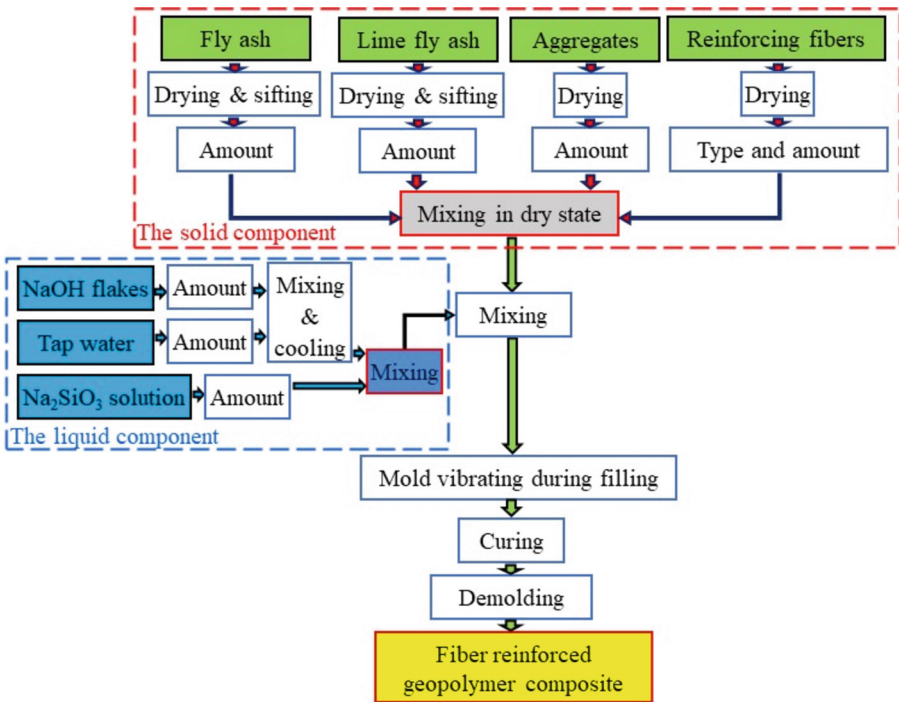 Fly ash
Lime fly ash
Aggregates
Reinforcing fibers
Drying & sifting
Drying & sifting
Drying
Drying
Amount
Amount
Amount
Type and amount
Mixing in dry state
The solid component
NaOH flakes
Amount
Mixing
&
cooling
Tap water
Amount
Mixing
Mixing
Na₂SiO₃ solution
Amount
The liquid component
Mold vibrating during filling
Curing
Demolding
Fiber reinforced
geopolymer composite